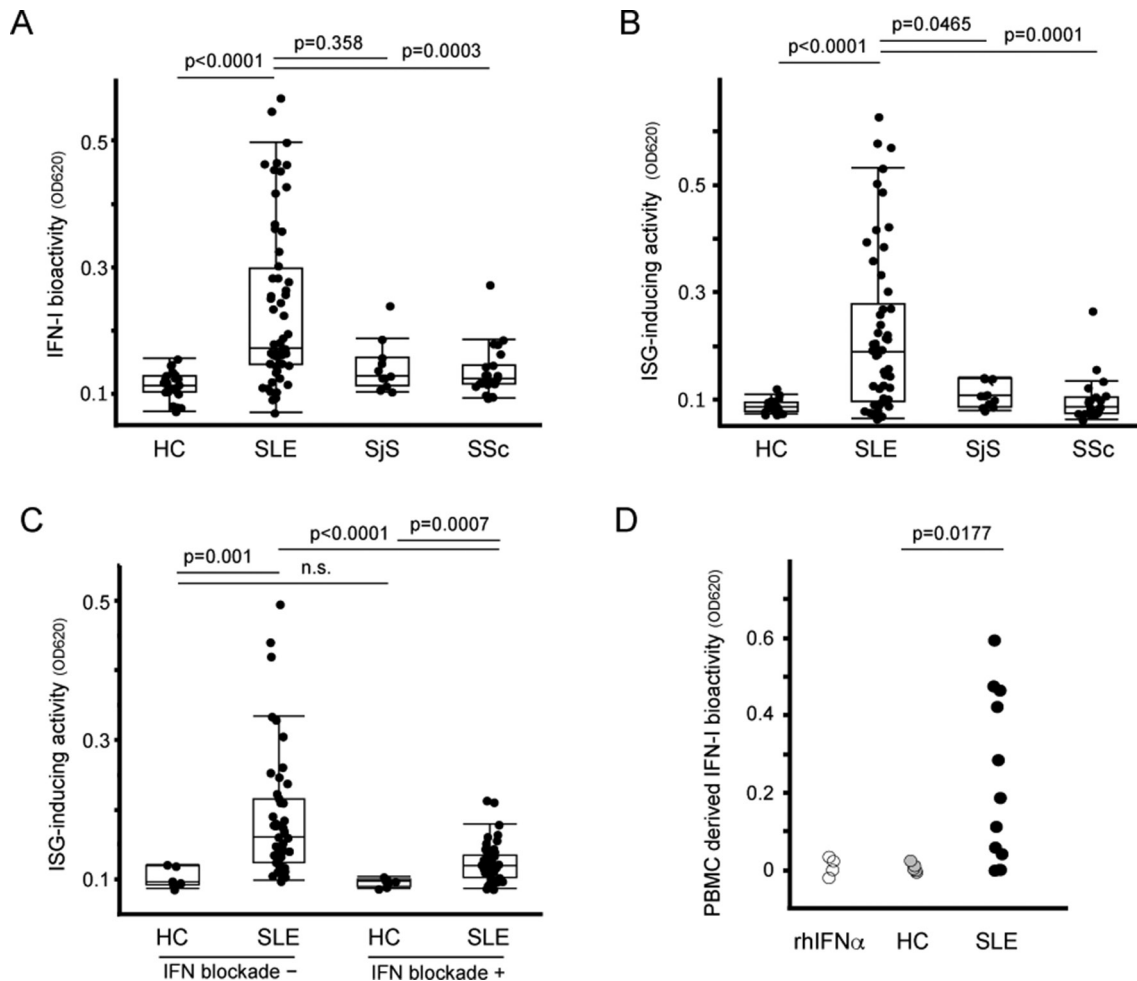 A
p=0.358
p<0.0001
p=0.0003
IFN-I bioactivity (OD620)
0.5
0.3
0.1
HC SLE SjS SSc
B
p=0.0465
p<0.0001
p=0.0001
ISG-inducing activity (OD620)
0.5
0.3
0.1
HC SLE SjS SSc
C
p<0.0001
p=0.0007
p=0.001
n.s.
ISG-inducing activity (OD620)
0.5
0.3
0.1
HC SLE HC SLE
IFN blockade − IFN blockade +
D
p=0.0177
PBMC derived IFN-I bioactivity (OD620)
0.6
0.4
0.2
0
rhIFNα HC SLE